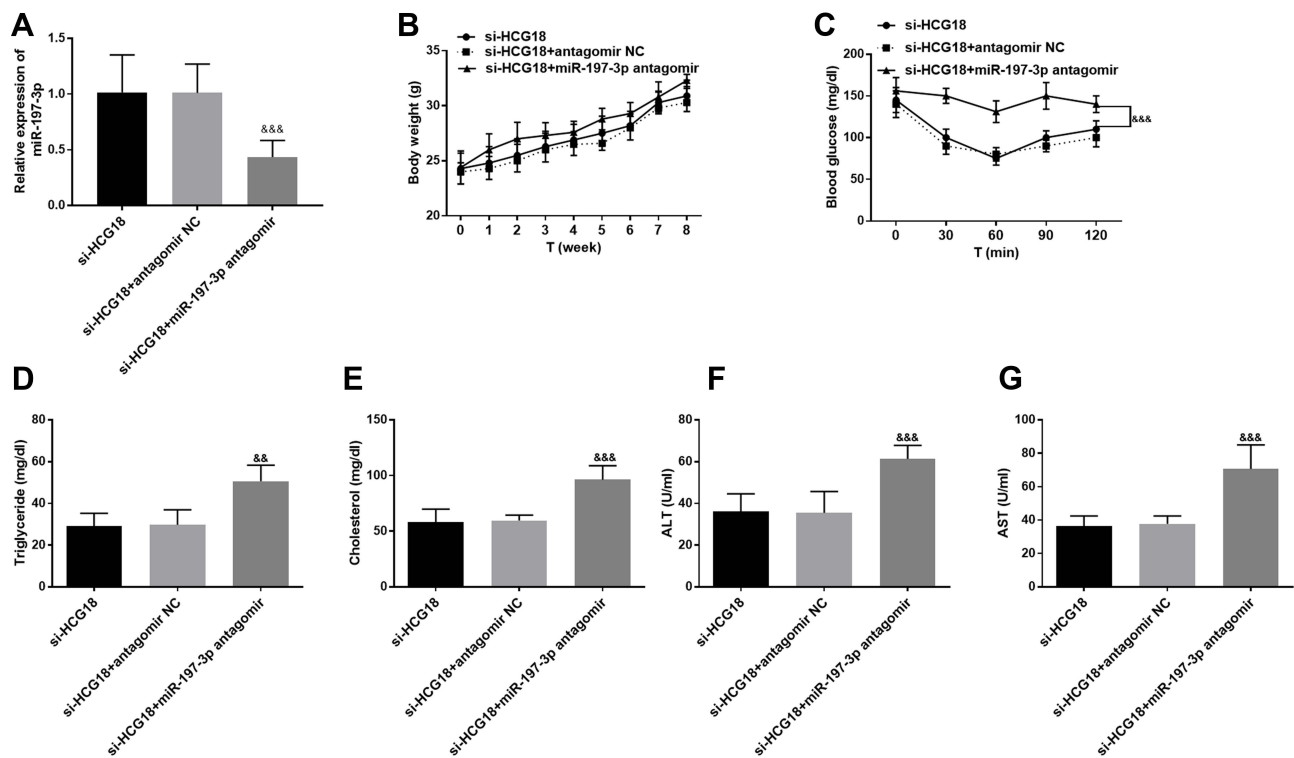 A
Relative expression of
miR-197-3p
1.5
1.0
0.5
0.0
&&&
si-HCG18
si-HCG18+antagomir NC
si-HCG18+miR-197-3p antagomir
B
si-HCG18
si-HCG18+antagomir NC
si-HCG18+miR-197-3p antagomir
Body weight (g)
35
30
25
20
0 1 2 3 4 5 6 7 8
T (week)
C
si-HCG18
si-HCG18+antagomir NC
si-HCG18+miR-197-3p antagomir
Blood glucose (mg/dl)
200
150
100
50
0
&&&
0 30 60 90 120
T (min)
D
Triglyceride (mg/dl)
80
60
40
20
0
&&
si-HCG18
si-HCG18+antagomir NC
si-HCG18+miR-197-3p antagomir
E
Cholesterol (mg/dl)
150
100
50
0
&&&
si-HCG18
si-HCG18+antagomir NC
si-HCG18+miR-197-3p antagomir
F
ALT (U/ml)
80
60
40
20
0
&&&
si-HCG18
si-HCG18+antagomir NC
si-HCG18+miR-197-3p antagomir
G
AST (U/ml)
100
80
60
40
20
0
&&&
si-HCG18
si-HCG18+antagomir NC
si-HCG18+miR-197-3p antagomir